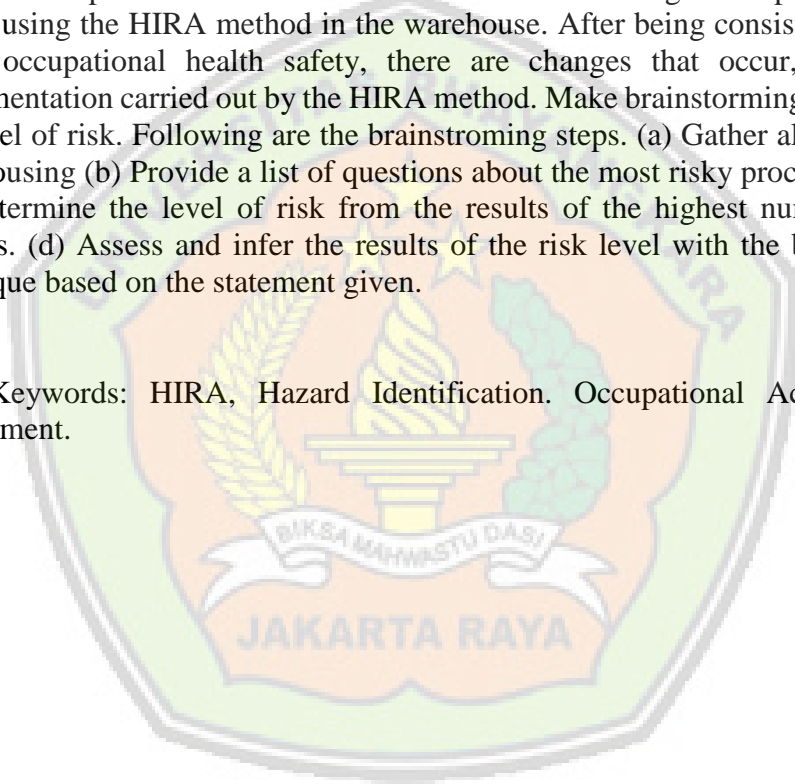 using the HIRA method in the warehouse. After being consist
occupational health safety, there are changes that occur,
mentation carried out by the HIRA method. Make brainstorming
el of risk. Following are the brainstroming steps. (a) Gather al
ousing (b) Provide a list of questions about the most risky proc
termine the level of risk from the results of the highest nu
s. (d) Assess and infer the results of the risk level with the b
que based on the statement given.
Keywords: HIRA, Hazard Identification. Occupational Ac
ment.
UNIVERSITAS BHAYANGKARA
BIKSA MAHWASTU DASI
JAKARTA RAYA